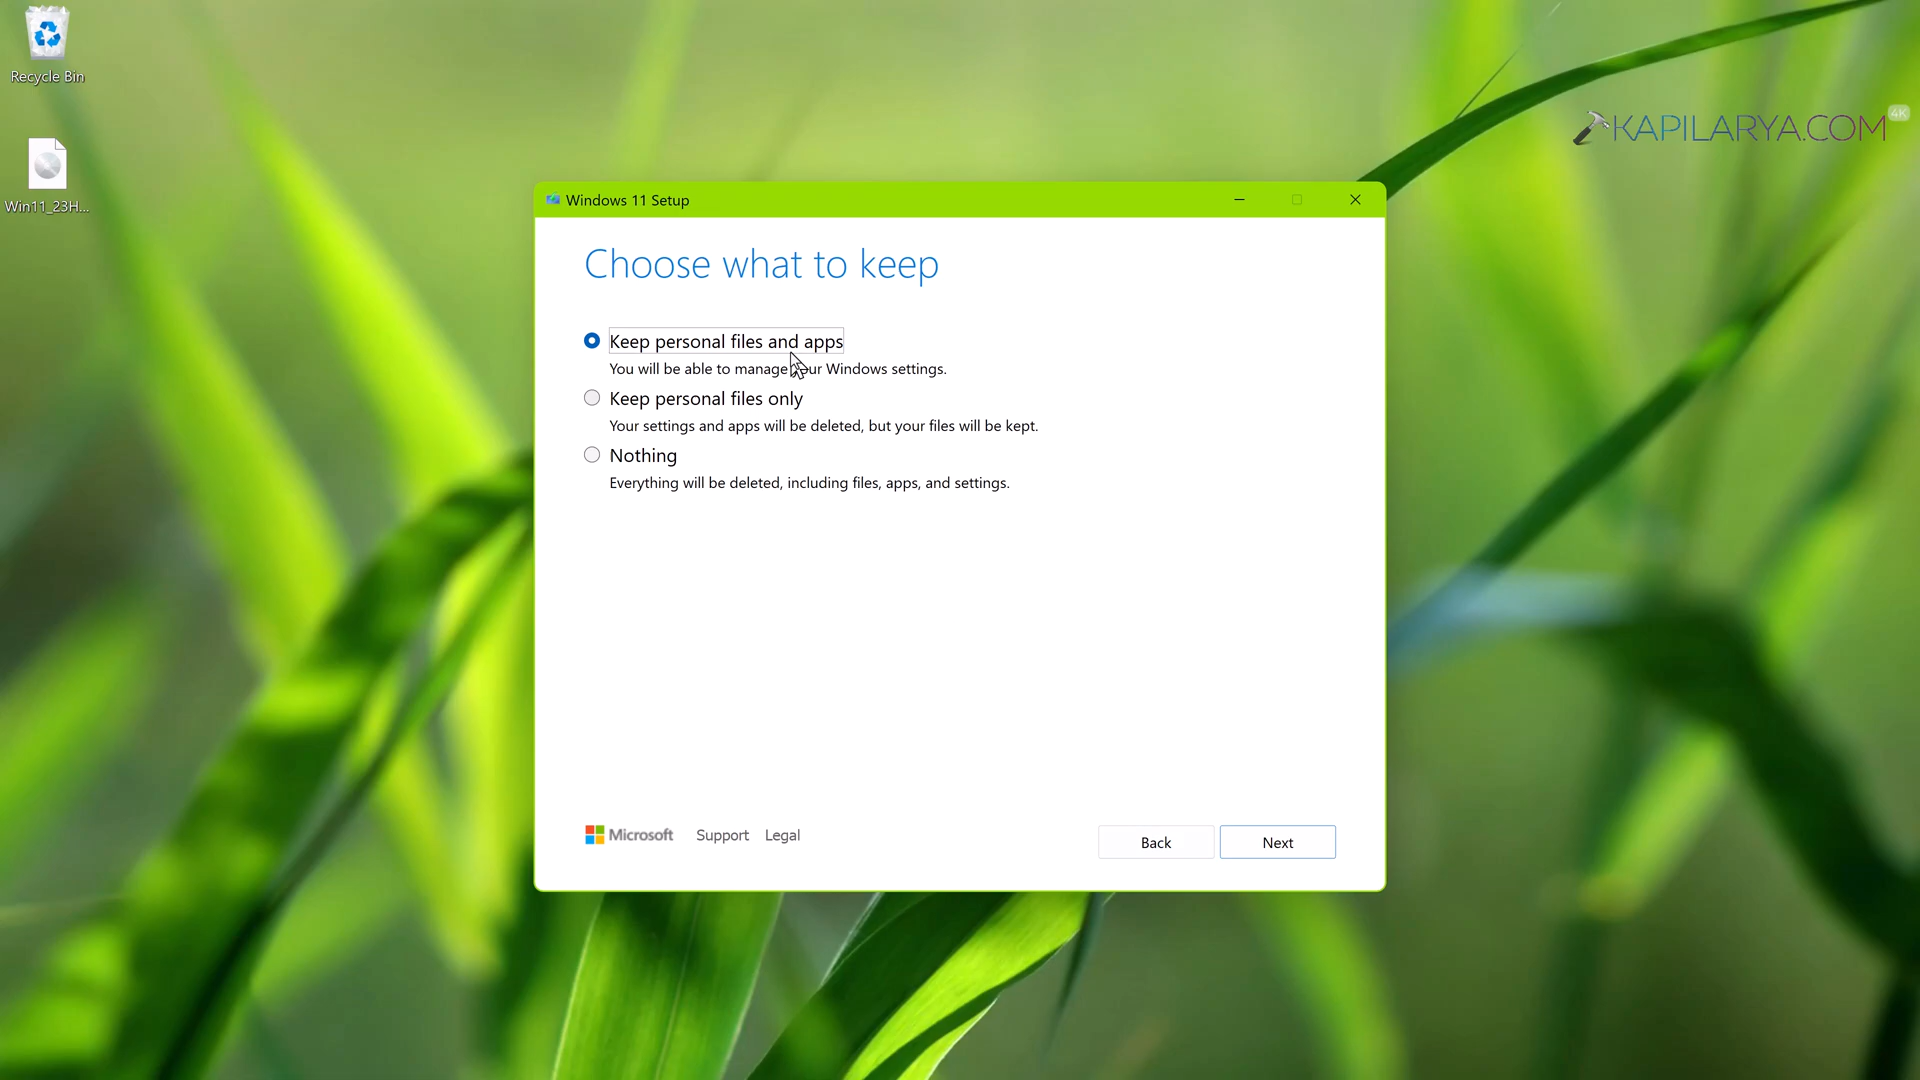 Recycle Bin
Win11_23H...
KAPILARYA.COM
4K
Windows 11 Setup
Choose what to keep
Keep personal files and apps
You will be able to manage your Windows settings.
Keep personal files only
Your settings and apps will be deleted, but your files will be kept.
Nothing
Everything will be deleted, including files, apps, and settings.
Microsoft Support Legal
Back Next